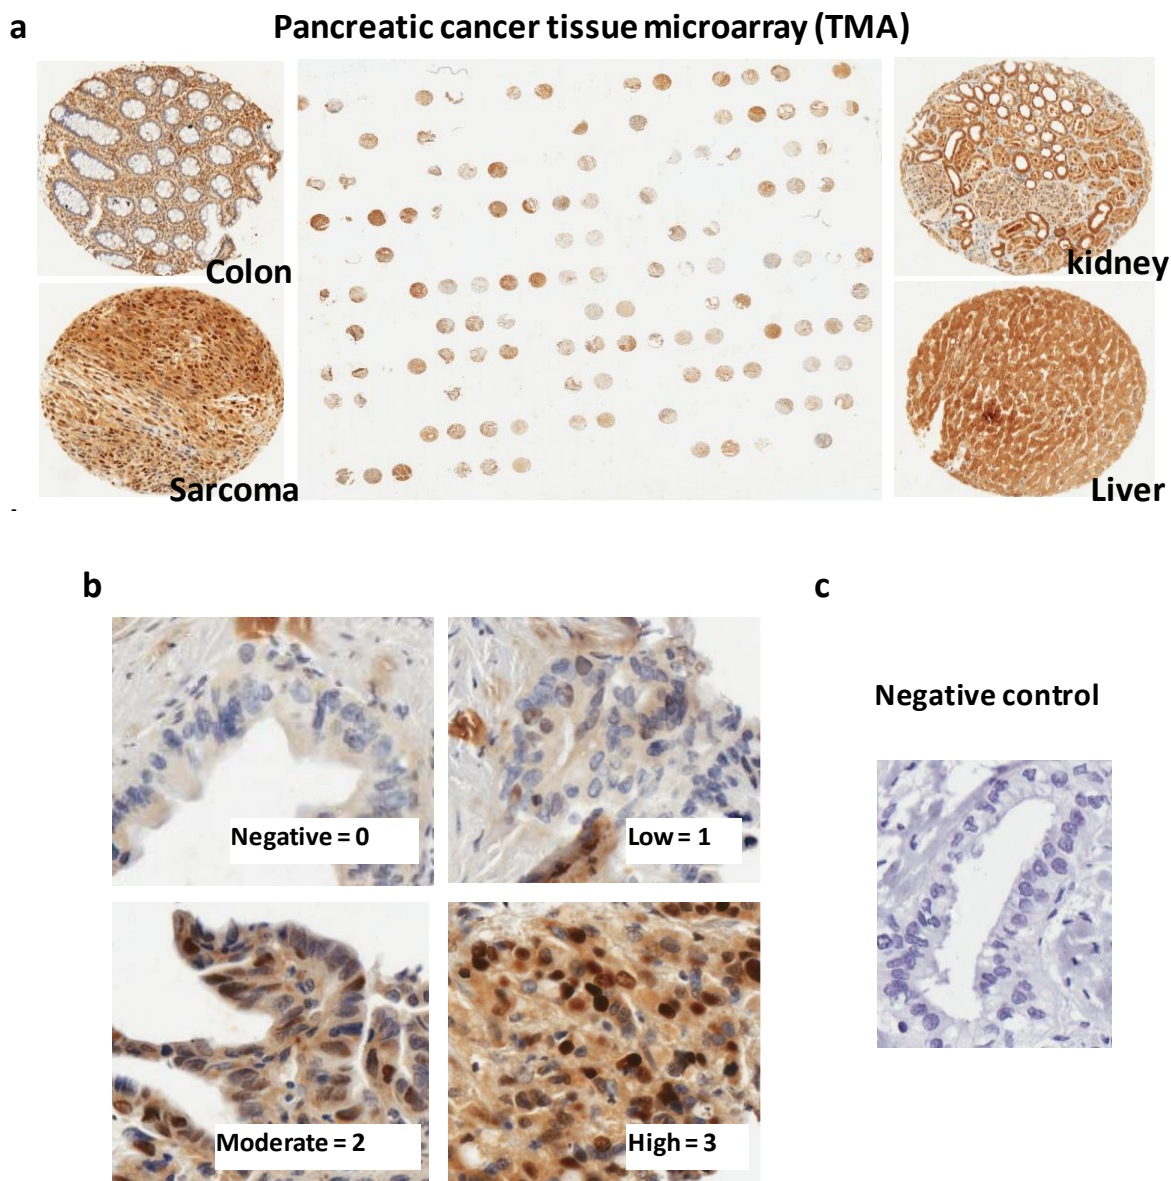 a
Pancreatic cancer tissue microarray (TMA)
Colon
kidney
Sarcoma
Liver
b
c
Negative = 0
Low = 1
Negative control
Moderate = 2
High = 3